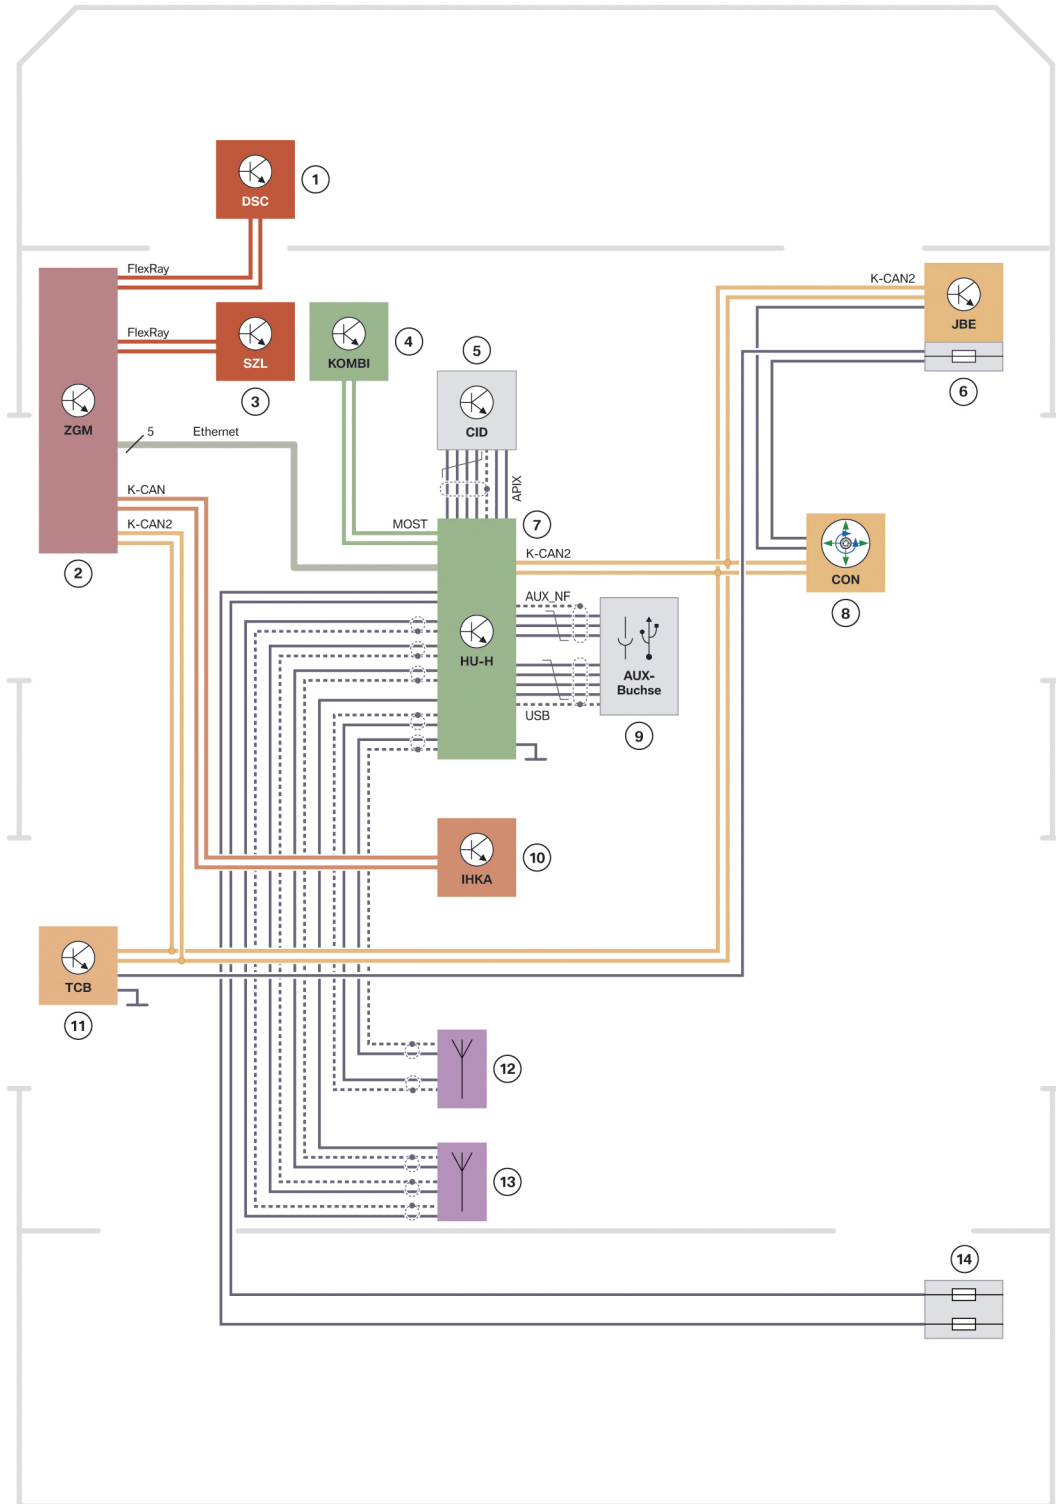 1
DSC
FlexRay
K-CAN2
JBE
FlexRay
SZL
KOMBI
4
5
3
6
ZGM
CID
5
Ethernet
APIX
K-CAN
MOST
7
K-CAN2
K-CAN2
2
CON
8
AUX_NF
HU-H
AUX-
Buchse
USB
9
IHKA
10
TCB
11
12
13
14